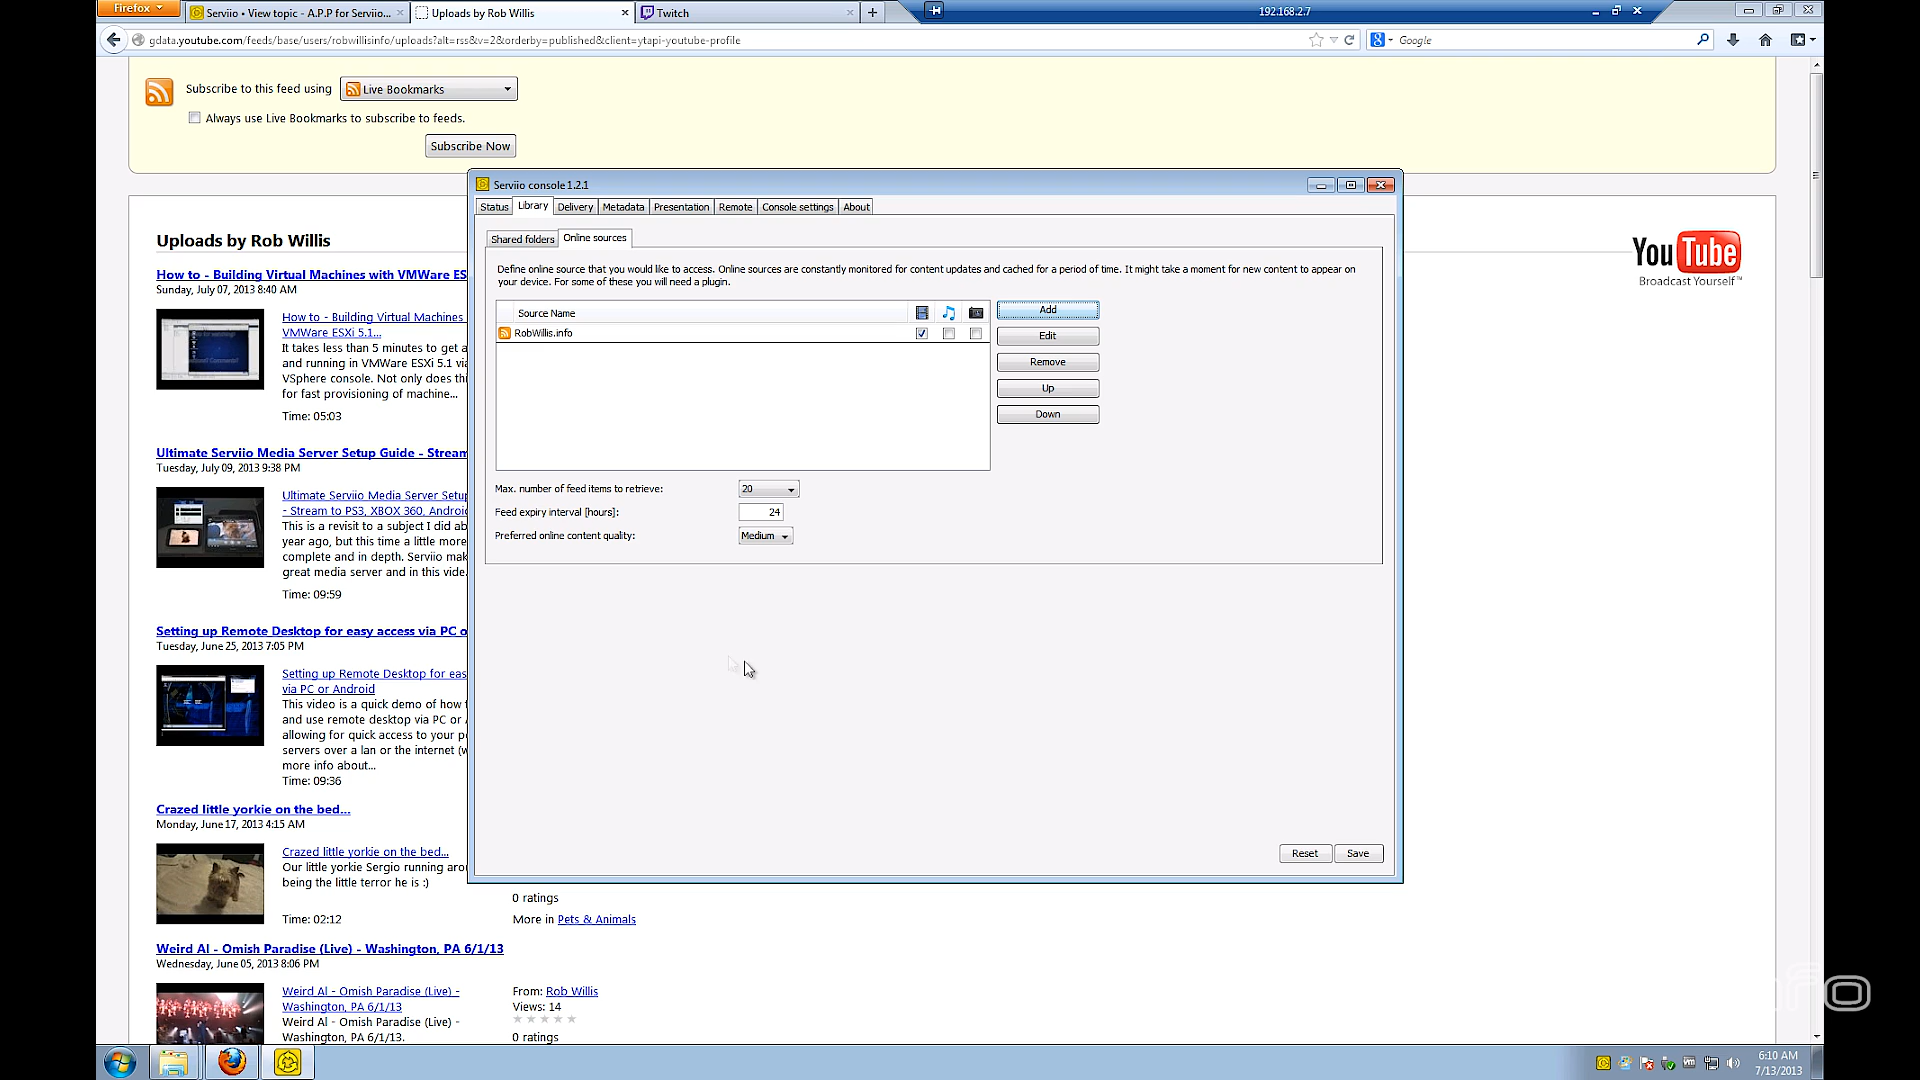 Firefox
Serviio • View topic - A.P.P for Serviio...
Uploads by Rob Willis
Twitch
192.168.2.7
gdata.youtube.com/feeds/base/users/robwillisinfo/uploads?alt=rss&v=2&orderby=published&client=ytapi-youtube-profile
Google
Subscribe to this feed using
Live Bookmarks
Always use Live Bookmarks to subscribe to feeds.
Subscribe Now
Uploads by Rob Willis
YouTube
Broadcast Yourself™
How to - Building Virtual Machines with VMWare ES
Sunday, July 07, 2013 8:40 AM
How to - Building Virtual Machines
VMWare ESXi 5.1...
It takes less than 5 minutes to get a
and running in VMWare ESXi 5.1 via
VSphere console. Not only does thi
for fast provisioning of machine...
Time: 05:03
Ultimate Serviio Media Server Setup Guide - Stream
Tuesday, July 09, 2013 9:38 PM
Ultimate Serviio Media Server Setu
- Stream to PS3, XBOX 360, Androi
This is a revisit to a subject I did ab
year ago, but this time a little more
complete and in depth. Serviio mak
great media server and in this vide.
Time: 09:59
Setting up Remote Desktop for easy access via PC o
Tuesday, June 25, 2013 7:05 PM
Setting up Remote Desktop for eas
via PC or Android
This video is a quick demo of how t
and use remote desktop via PC or
allowing for quick access to your p
servers over a lan or the internet (w
more info about...
Time: 09:36
Crazed little yorkie on the bed...
Monday, June 17, 2013 4:15 AM
Crazed little yorkie on the bed...
Our little yorkie Sergio running arou
being the little terror he is :)
Time: 02:12
0 ratings
More in Pets & Animals
Weird Al - Omish Paradise (Live) - Washington, PA 6/1/13
Wednesday, June 05, 2013 8:06 PM
Weird Al - Omish Paradise (Live) -
Washington, PA 6/1/13
Weird Al - Omish Paradise (Live) -
Washington, PA 6/1/13.
From: Rob Willis
Views: 14
0 ratings
Serviio console 1.2.1
Status
Library
Delivery
Metadata
Presentation
Remote
Console settings
About
Shared folders
Online sources
Define online source that you would like to access. Online sources are constantly monitored for content updates and cached for a period of time. It might take a moment for new content to appear on
your device. For some of these you will need a plugin.
Source Name
RobWillis.info
Add
Edit
Remove
Up
Down
Max. number of feed items to retrieve:
20
Feed expiry interval [hours]:
24
Preferred online content quality:
Medium
Reset
Save
6:10 AM
7/13/2013